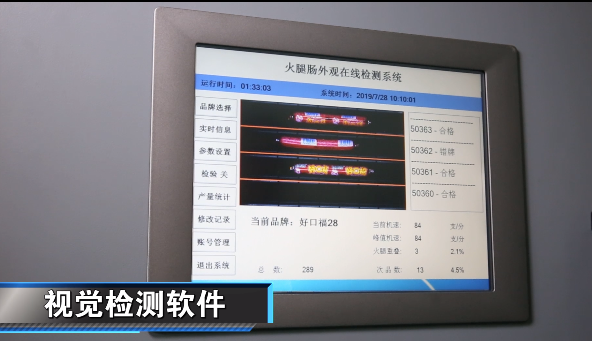 火腿肠外观在线检测系统
运行时间：01:33:03
系统时间：2019/7/28 10:10:01
品牌选择
实时信息
参数设置
检验 关
产量统计
修改记录
账号管理
退出系统
50363 - 合格
50362 - 错牌
50361 - 合格
50360 - 合格
当前品牌：好口福28
当前机速：84 支/分
峰值机速：84 支/分
火腿重叠：3 2.1%
总 数：289
次品数：13 4.5%
视觉检测软件